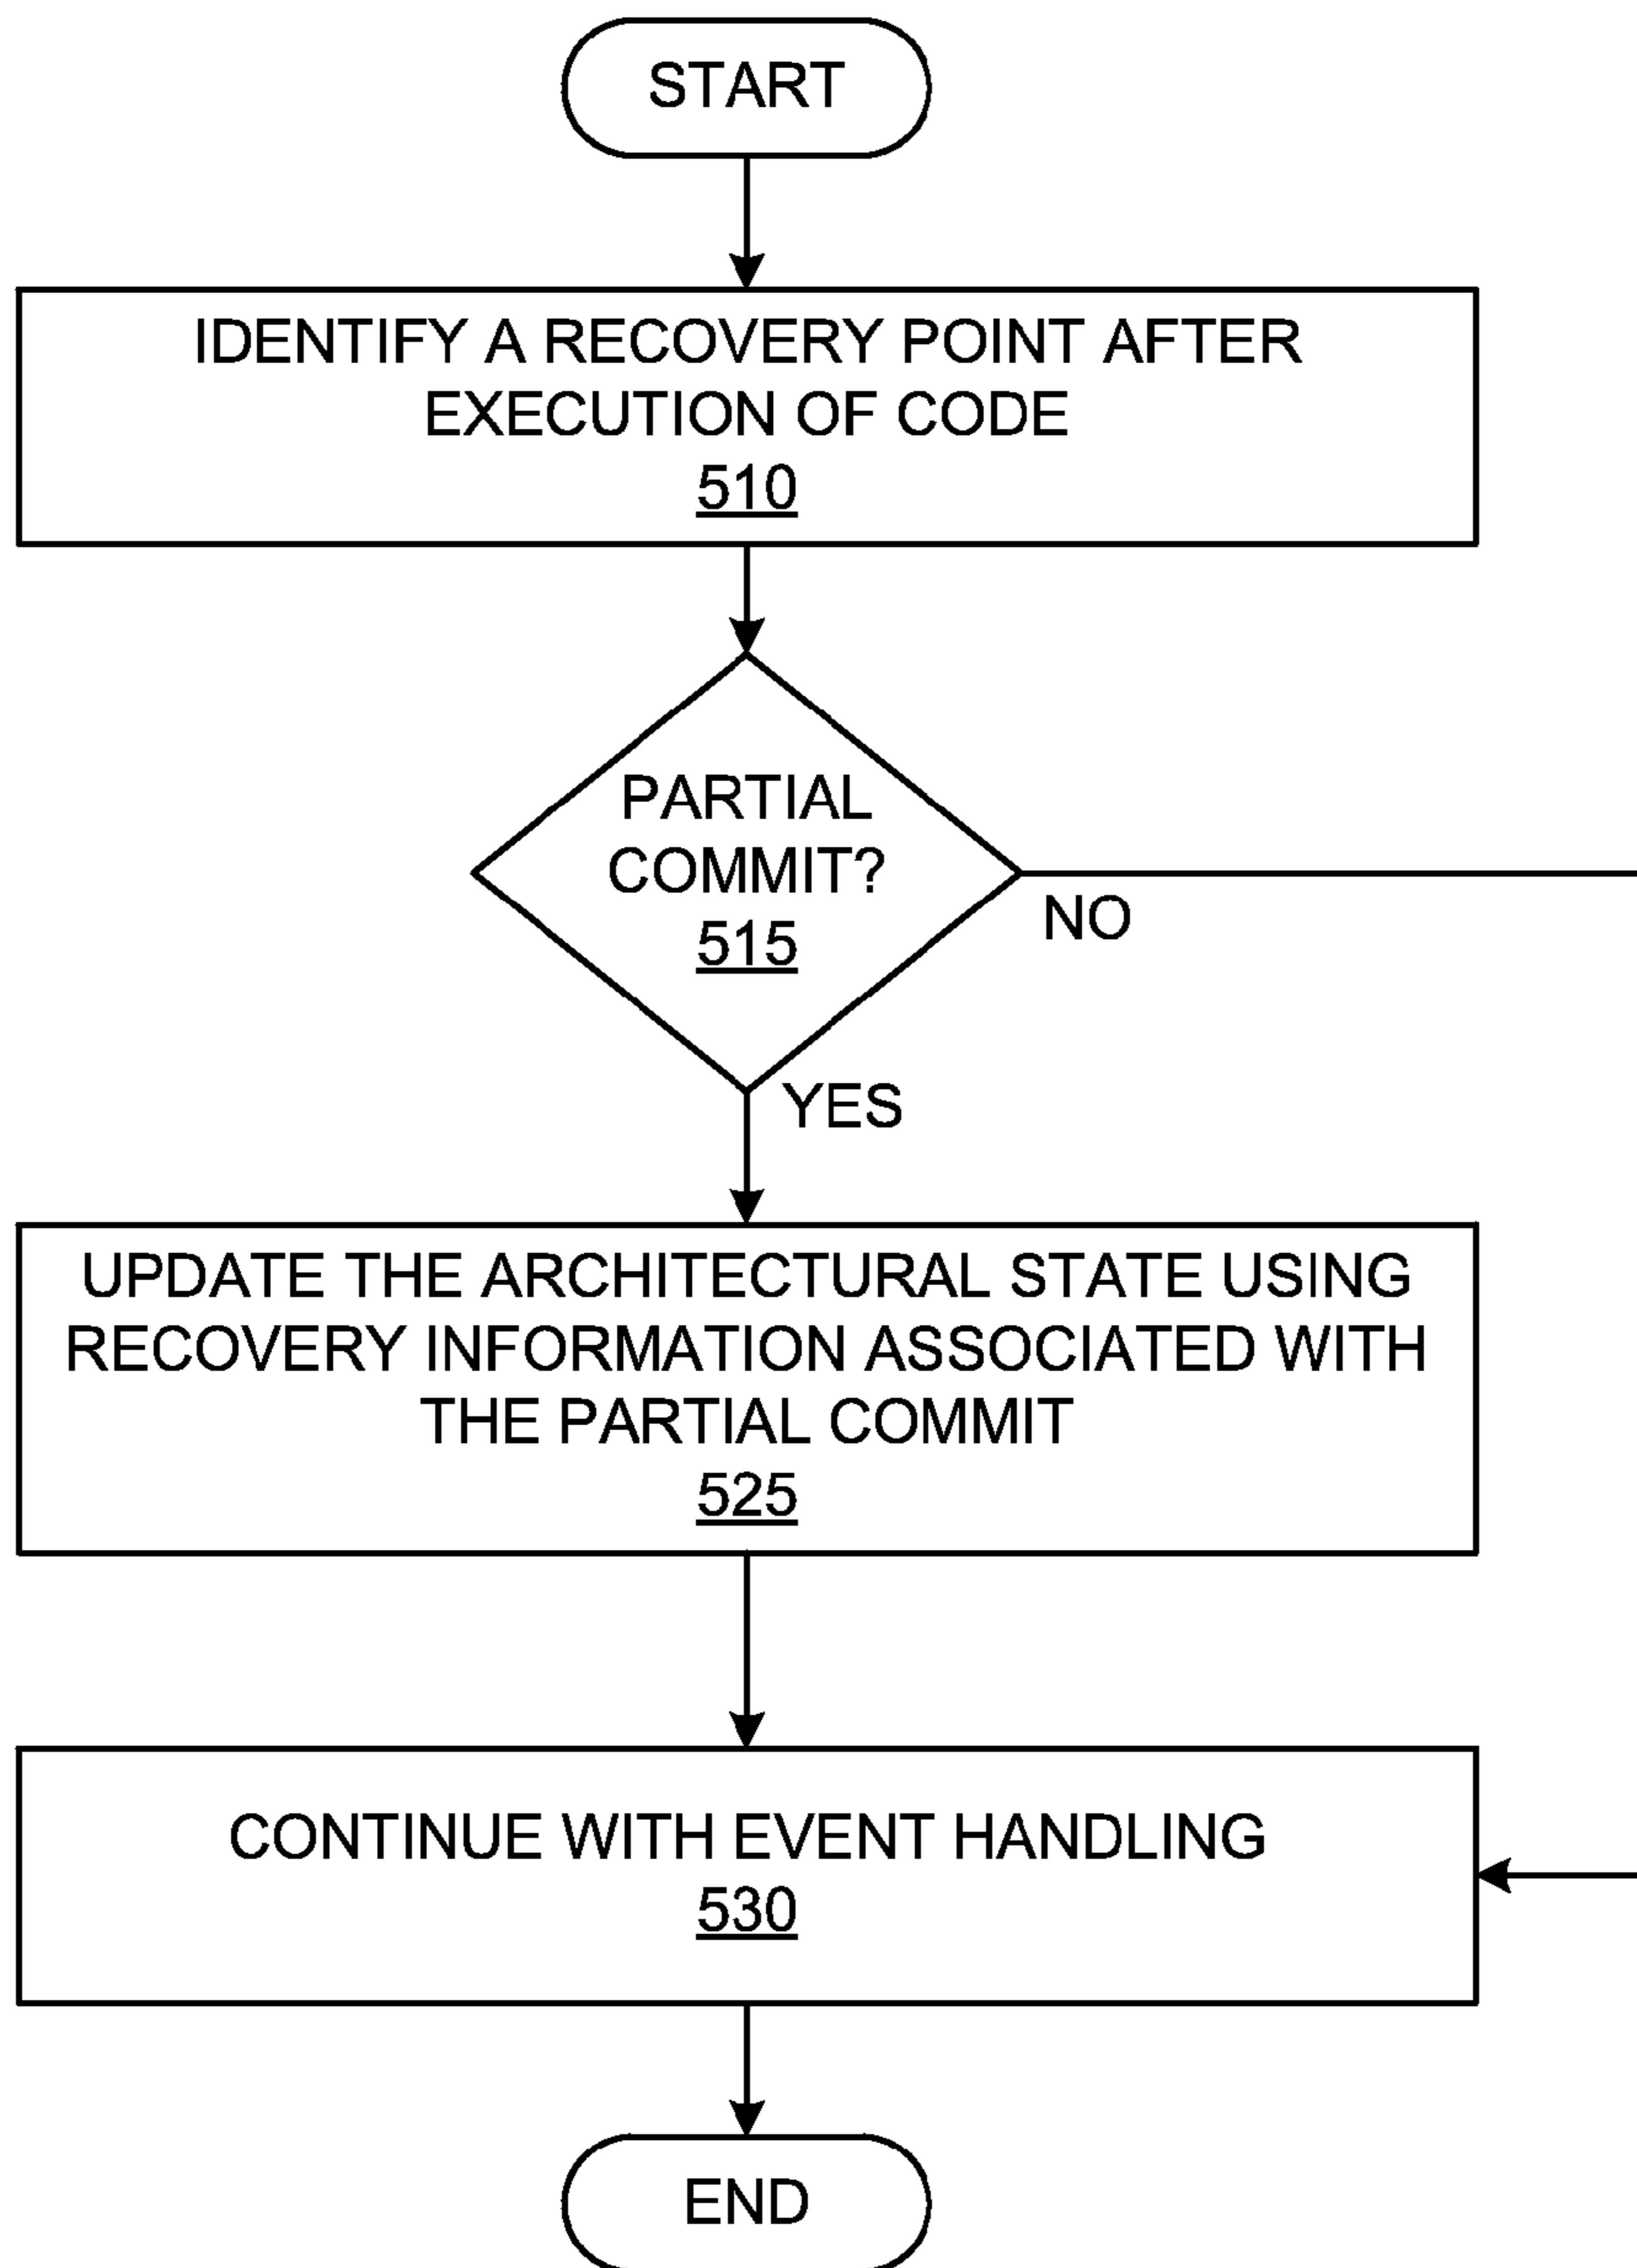 START
IDENTIFY A RECOVERY POINT AFTER
EXECUTION OF CODE
510
PARTIAL
COMMIT?
515
NO
YES
UPDATE THE ARCHITECTURAL STATE USING
RECOVERY INFORMATION ASSOCIATED WITH
THE PARTIAL COMMIT
525
CONTINUE WITH EVENT HANDLING
530
END